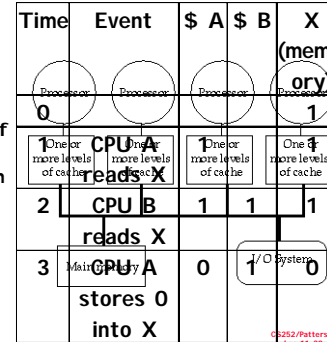 Time Event $ A $ B X
(mem
ory)
Processor Processor Processor Processor
0 1
f
1 CPU A 1 1
reads X
One or more levels of cache One or more levels of cache One or more levels of cache One or more levels of cache
2 CPU B 1 1 1
reads X
3 CPU A 0 1 0
stores 0
into X
Main memory I/O System
CS252/Patters